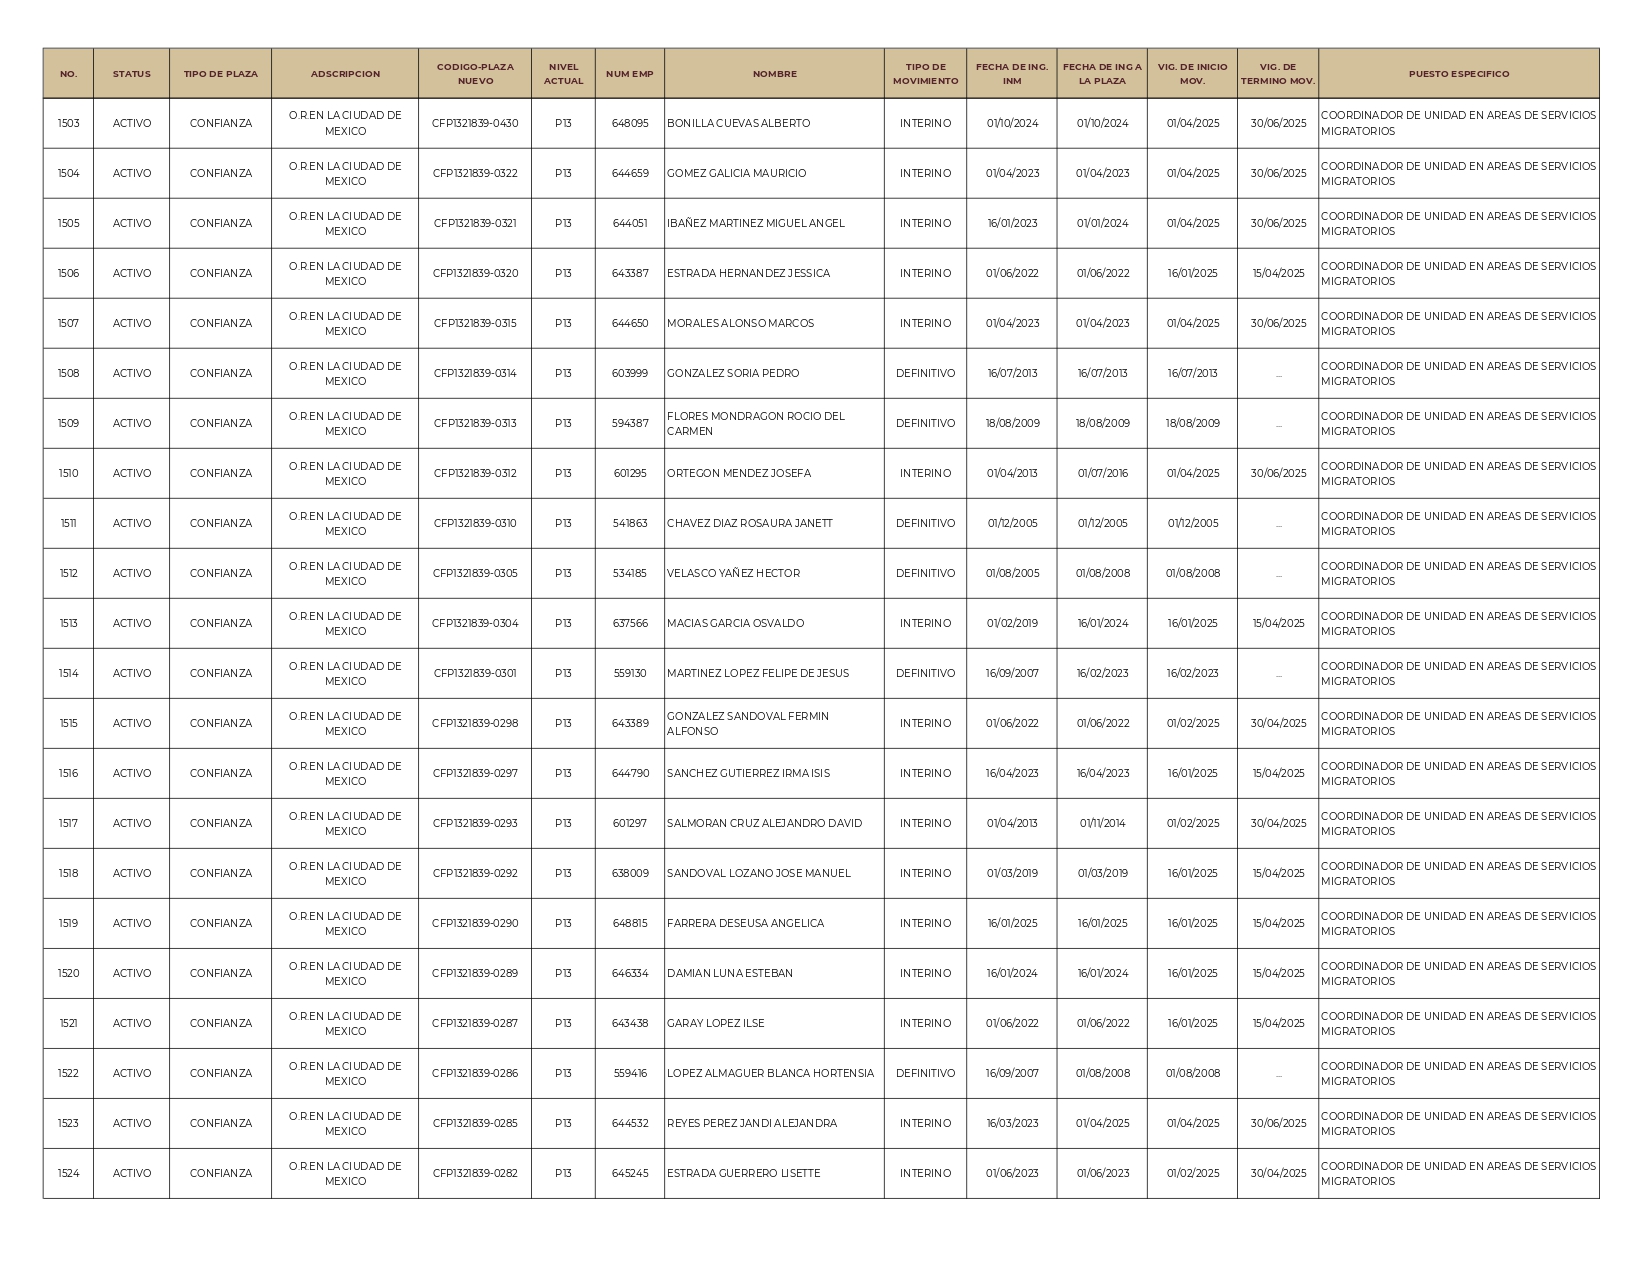 NO. STATUS TIPO DE PLAZA ADSCRIPCION CODIGO-PLAZA NUEVO NIVEL ACTUAL NUM EMP NOMBRE TIPO DE MOVIMIENTO FECHA DE ING. INM FECHA DE ING A LA PLAZA VIG. DE INICIO MOV. VIG. DE TERMINO MOV. PUESTO ESPECIFICO
1503 ACTIVO CONFIANZA O.R.EN LA CIUDAD DE MEXICO CFP1321839-0430 P13 648095 BONILLA CUEVAS ALBERTO INTERINO 01/10/2024 01/10/2024 01/04/2025 30/06/2025 COORDINADOR DE UNIDAD EN AREAS DE SERVICIOS MIGRATORIOS
1504 ACTIVO CONFIANZA O.R.EN LA CIUDAD DE MEXICO CFP1321839-0322 P13 644659 GOMEZ GALICIA MAURICIO INTERINO 01/04/2023 01/04/2023 01/04/2025 30/06/2025 COORDINADOR DE UNIDAD EN AREAS DE SERVICIOS MIGRATORIOS
1505 ACTIVO CONFIANZA O.R.EN LA CIUDAD DE MEXICO CFP1321839-0321 P13 644051 IBAÑEZ MARTINEZ MIGUEL ANGEL INTERINO 16/01/2023 01/01/2024 01/04/2025 30/06/2025 COORDINADOR DE UNIDAD EN AREAS DE SERVICIOS MIGRATORIOS
1506 ACTIVO CONFIANZA O.R.EN LA CIUDAD DE MEXICO CFP1321839-0320 P13 643387 ESTRADA HERNANDEZ JESSICA INTERINO 01/06/2022 01/06/2022 16/01/2025 15/04/2025 COORDINADOR DE UNIDAD EN AREAS DE SERVICIOS MIGRATORIOS
1507 ACTIVO CONFIANZA O.R.EN LA CIUDAD DE MEXICO CFP1321839-0315 P13 644650 MORALES ALONSO MARCOS INTERINO 01/04/2023 01/04/2023 01/04/2025 30/06/2025 COORDINADOR DE UNIDAD EN AREAS DE SERVICIOS MIGRATORIOS
1508 ACTIVO CONFIANZA O.R.EN LA CIUDAD DE MEXICO CFP1321839-0314 P13 603999 GONZALEZ SORIA PEDRO DEFINITIVO 16/07/2013 16/07/2013 16/07/2013 ... COORDINADOR DE UNIDAD EN AREAS DE SERVICIOS MIGRATORIOS
1509 ACTIVO CONFIANZA O.R.EN LA CIUDAD DE MEXICO CFP1321839-0313 P13 594387 FLORES MONDRAGON ROCIO DEL CARMEN DEFINITIVO 18/08/2009 18/08/2009 18/08/2009 ... COORDINADOR DE UNIDAD EN AREAS DE SERVICIOS MIGRATORIOS
1510 ACTIVO CONFIANZA O.R.EN LA CIUDAD DE MEXICO CFP1321839-0312 P13 601295 ORTEGON MENDEZ JOSEFA INTERINO 01/04/2013 01/07/2016 01/04/2025 30/06/2025 COORDINADOR DE UNIDAD EN AREAS DE SERVICIOS MIGRATORIOS
1511 ACTIVO CONFIANZA O.R.EN LA CIUDAD DE MEXICO CFP1321839-0310 P13 541863 CHAVEZ DIAZ ROSAURA JANETT DEFINITIVO 01/12/2005 01/12/2005 01/12/2005 ... COORDINADOR DE UNIDAD EN AREAS DE SERVICIOS MIGRATORIOS
1512 ACTIVO CONFIANZA O.R.EN LA CIUDAD DE MEXICO CFP1321839-0305 P13 534185 VELASCO YAÑEZ HECTOR DEFINITIVO 01/08/2005 01/08/2008 01/08/2008 ... COORDINADOR DE UNIDAD EN AREAS DE SERVICIOS MIGRATORIOS
1513 ACTIVO CONFIANZA O.R.EN LA CIUDAD DE MEXICO CFP1321839-0304 P13 637566 MACIAS GARCIA OSVALDO INTERINO 01/02/2019 16/01/2024 16/01/2025 15/04/2025 COORDINADOR DE UNIDAD EN AREAS DE SERVICIOS MIGRATORIOS
1514 ACTIVO CONFIANZA O.R.EN LA CIUDAD DE MEXICO CFP1321839-0301 P13 559130 MARTINEZ LOPEZ FELIPE DE JESUS DEFINITIVO 16/09/2007 16/02/2023 16/02/2023 ... COORDINADOR DE UNIDAD EN AREAS DE SERVICIOS MIGRATORIOS
1515 ACTIVO CONFIANZA O.R.EN LA CIUDAD DE MEXICO CFP1321839-0298 P13 643389 GONZALEZ SANDOVAL FERMIN ALFONSO INTERINO 01/06/2022 01/06/2022 01/02/2025 30/04/2025 COORDINADOR DE UNIDAD EN AREAS DE SERVICIOS MIGRATORIOS
1516 ACTIVO CONFIANZA O.R.EN LA CIUDAD DE MEXICO CFP1321839-0297 P13 644790 SANCHEZ GUTIERREZ IRMA ISIS INTERINO 16/04/2023 16/04/2023 16/01/2025 15/04/2025 COORDINADOR DE UNIDAD EN AREAS DE SERVICIOS MIGRATORIOS
1517 ACTIVO CONFIANZA O.R.EN LA CIUDAD DE MEXICO CFP1321839-0293 P13 601297 SALMORAN CRUZ ALEJANDRO DAVID INTERINO 01/04/2013 01/11/2014 01/02/2025 30/04/2025 COORDINADOR DE UNIDAD EN AREAS DE SERVICIOS MIGRATORIOS
1518 ACTIVO CONFIANZA O.R.EN LA CIUDAD DE MEXICO CFP1321839-0292 P13 638009 SANDOVAL LOZANO JOSE MANUEL INTERINO 01/03/2019 01/03/2019 16/01/2025 15/04/2025 COORDINADOR DE UNIDAD EN AREAS DE SERVICIOS MIGRATORIOS
1519 ACTIVO CONFIANZA O.R.EN LA CIUDAD DE MEXICO CFP1321839-0290 P13 648815 FARRERA DESEUSA ANGELICA INTERINO 16/01/2025 16/01/2025 16/01/2025 15/04/2025 COORDINADOR DE UNIDAD EN AREAS DE SERVICIOS MIGRATORIOS
1520 ACTIVO CONFIANZA O.R.EN LA CIUDAD DE MEXICO CFP1321839-0289 P13 646334 DAMIAN LUNA ESTEBAN INTERINO 16/01/2024 16/01/2024 16/01/2025 15/04/2025 COORDINADOR DE UNIDAD EN AREAS DE SERVICIOS MIGRATORIOS
1521 ACTIVO CONFIANZA O.R.EN LA CIUDAD DE MEXICO CFP1321839-0287 P13 643438 GARAY LOPEZ ILSE INTERINO 01/06/2022 01/06/2022 16/01/2025 15/04/2025 COORDINADOR DE UNIDAD EN AREAS DE SERVICIOS MIGRATORIOS
1522 ACTIVO CONFIANZA O.R.EN LA CIUDAD DE MEXICO CFP1321839-0286 P13 559416 LOPEZ ALMAGUER BLANCA HORTENSIA DEFINITIVO 16/09/2007 01/08/2008 01/08/2008 ... COORDINADOR DE UNIDAD EN AREAS DE SERVICIOS MIGRATORIOS
1523 ACTIVO CONFIANZA O.R.EN LA CIUDAD DE MEXICO CFP1321839-0285 P13 644532 REYES PEREZ JANDI ALEJANDRA INTERINO 16/03/2023 01/04/2025 01/04/2025 30/06/2025 COORDINADOR DE UNIDAD EN AREAS DE SERVICIOS MIGRATORIOS
1524 ACTIVO CONFIANZA O.R.EN LA CIUDAD DE MEXICO CFP1321839-0282 P13 645245 ESTRADA GUERRERO LISETTE INTERINO 01/06/2023 01/06/2023 01/02/2025 30/04/2025 COORDINADOR DE UNIDAD EN AREAS DE SERVICIOS MIGRATORIOS